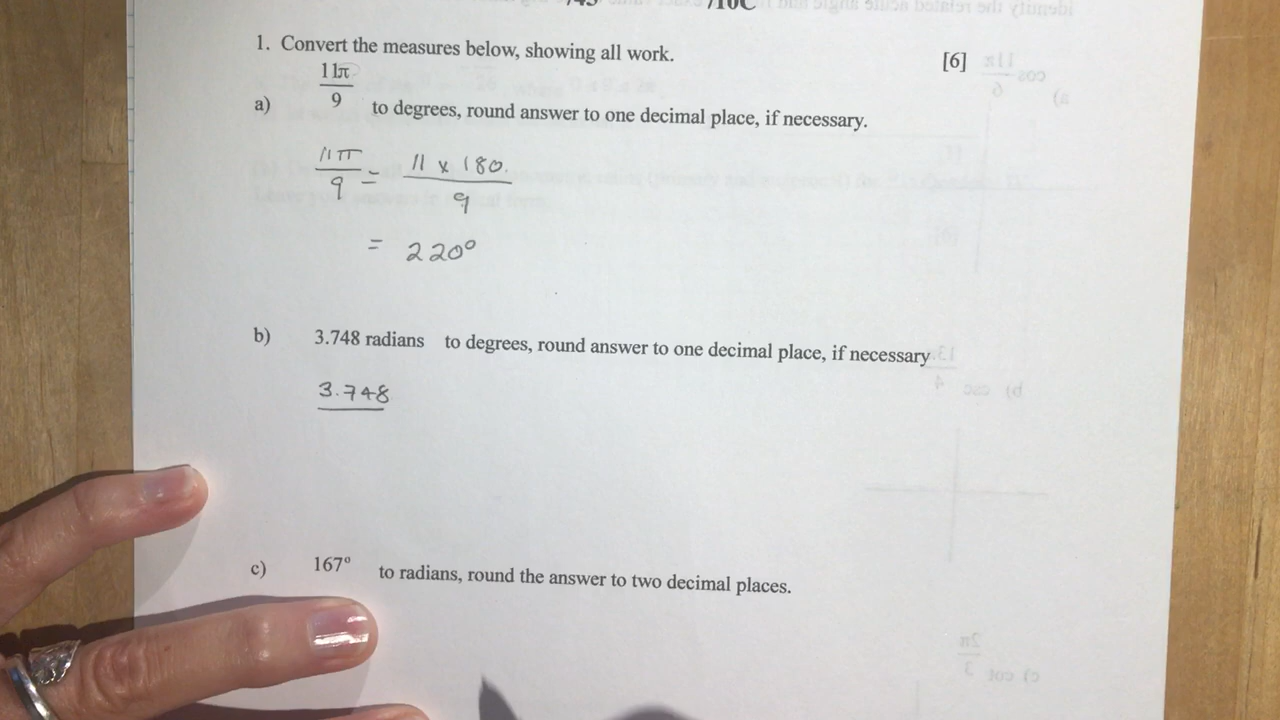 1. Convert the measures below, showing all work. [6]
a) 11π/9 to degrees, round answer to one decimal place, if necessary.
11π/9 = 11 x 180/9
= 220°
b) 3.748 radians to degrees, round answer to one decimal place, if necessary.
3.748
c) 167° to radians, round the answer to two decimal places.